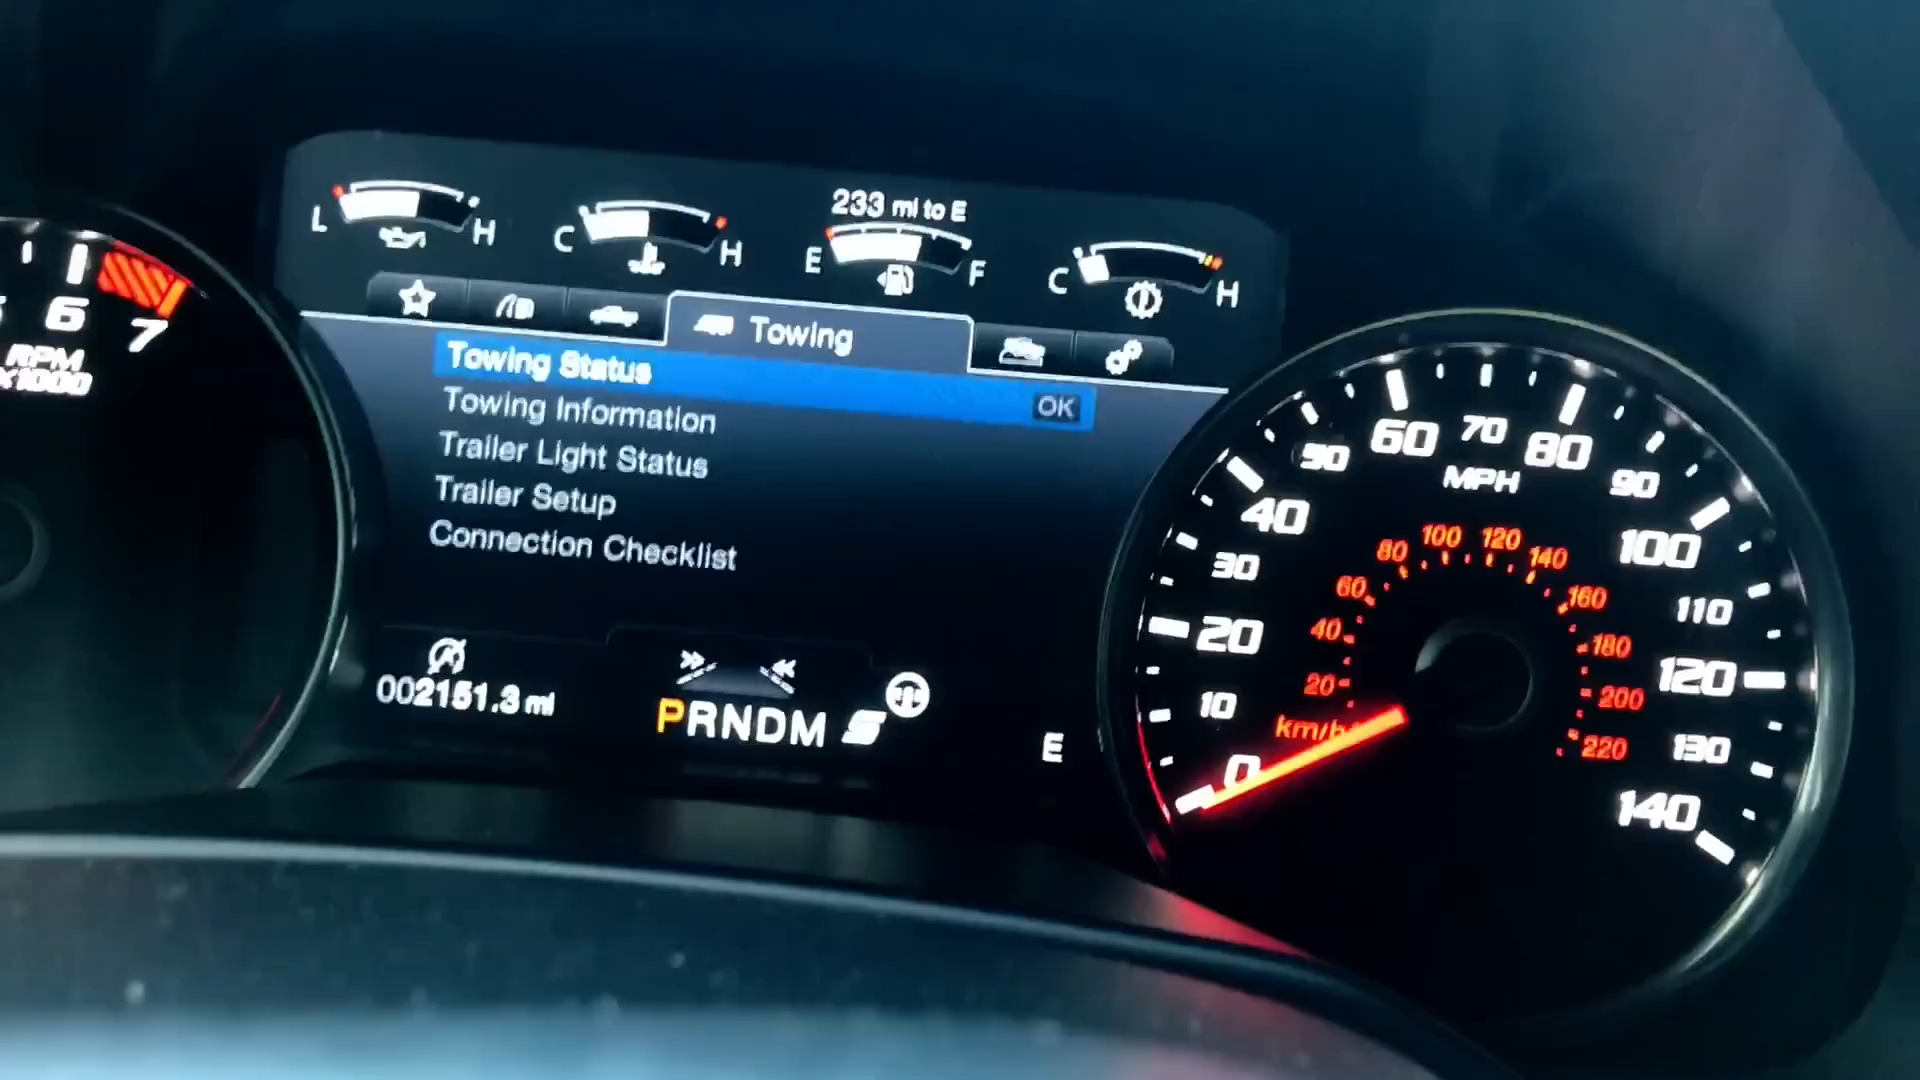 233 mi to E
L H
C H
E F
C H
Towing
Towing Status OK
Towing Information
Trailer Light Status
Trailer Setup
Connection Checklist
002151.3 mi
PRNDM S
E
6
7
RPM
x1000
0
10
20
30
40
50
60
70
80
90
100
110
120
130
140
MPH
km/h
20
40
60
80
100
120
140
160
180
200
220